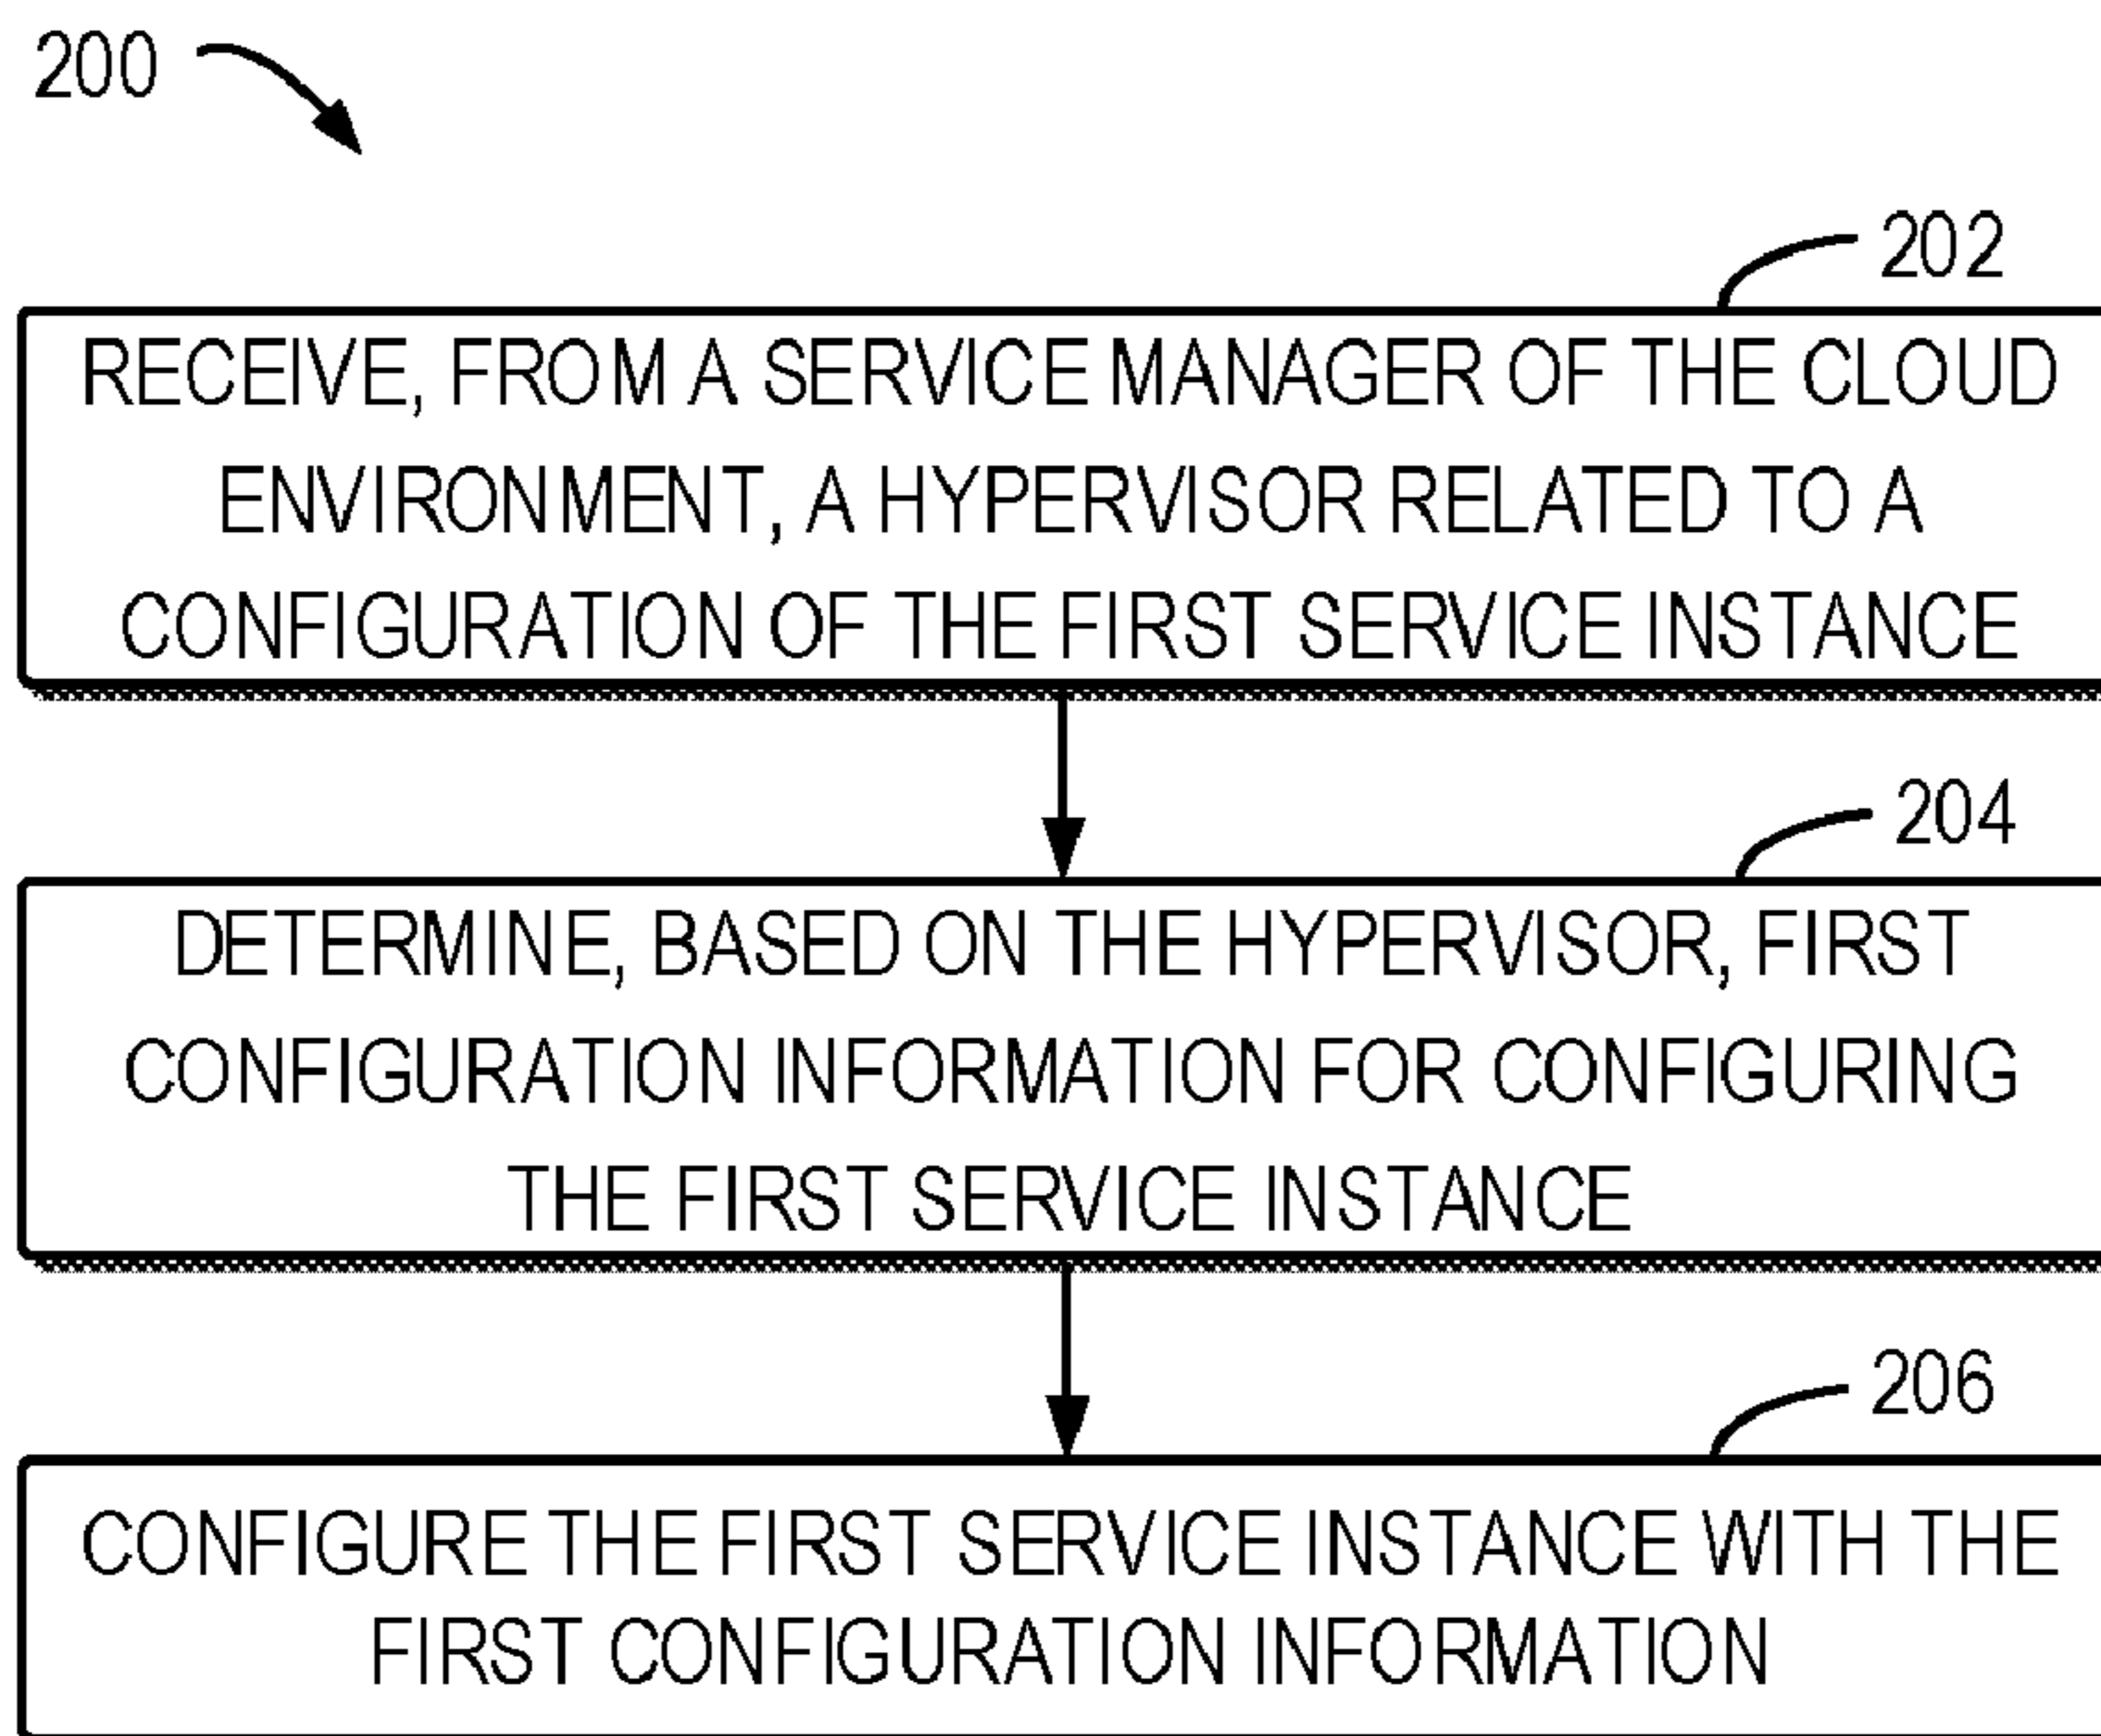 200
202
RECEIVE, FROM A SERVICE MANAGER OF THE CLOUD
ENVIRONMENT, A HYPERVISOR RELATED TO A
CONFIGURATION OF THE FIRST SERVICE INSTANCE
204
DETERMINE, BASED ON THE HYPERVISOR, FIRST
CONFIGURATION INFORMATION FOR CONFIGURING
THE FIRST SERVICE INSTANCE
206
CONFIGURE THE FIRST SERVICE INSTANCE WITH THE
FIRST CONFIGURATION INFORMATION